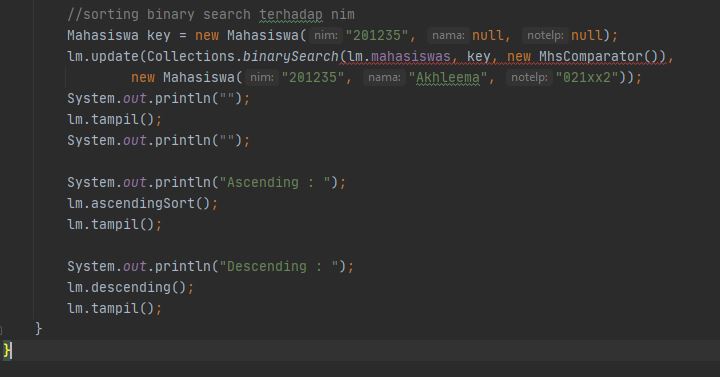 //sorting binary search terhadap nim
Mahasiswa key = new Mahasiswa( nim: "201235", nama: null, notelp: null);
lm.update(Collections.binarySearch(lm.mahasiswas, key, new MhsComparator()),
new Mahasiswa( nim: "201235", nama: "Akhleema", notelp: "021xx2"));
System.out.println("");
lm.tampil();
System.out.println("");
System.out.println("Ascending : ");
lm.ascendingSort();
lm.tampil();
System.out.println("Descending : ");
lm.descending();
lm.tampil();
}
}